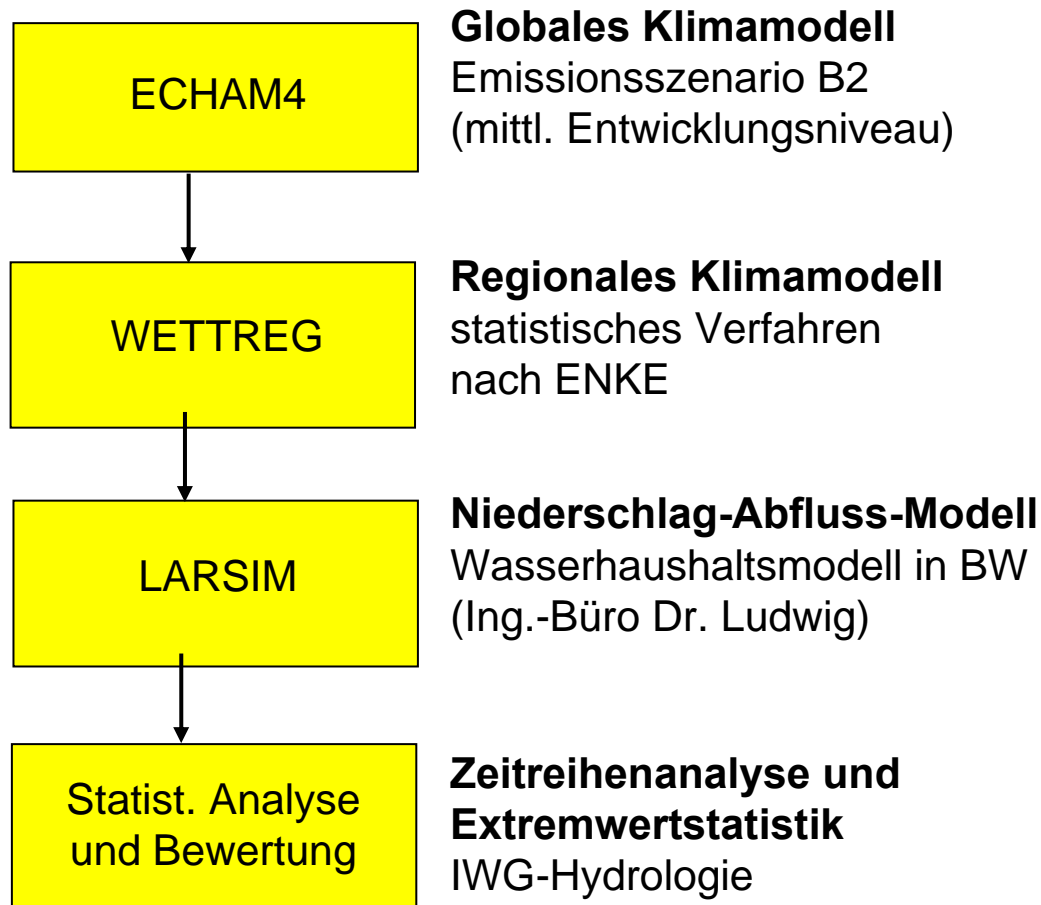 ECHAM4
Globales Klimamodell
Emissionsszenario B2
(mittl. Entwicklungsniveau)
WETTREG
Regionales Klimamodell
statistisches Verfahren
nach ENKE
LARSIM
Niederschlag-Abfluss-Modell
Wasserhaushaltsmodell in BW
(Ing.-Büro Dr. Ludwig)
Statist. Analyse
und Bewertung
Zeitreihenanalyse und
Extremwertstatistik
IWG-Hydrologie